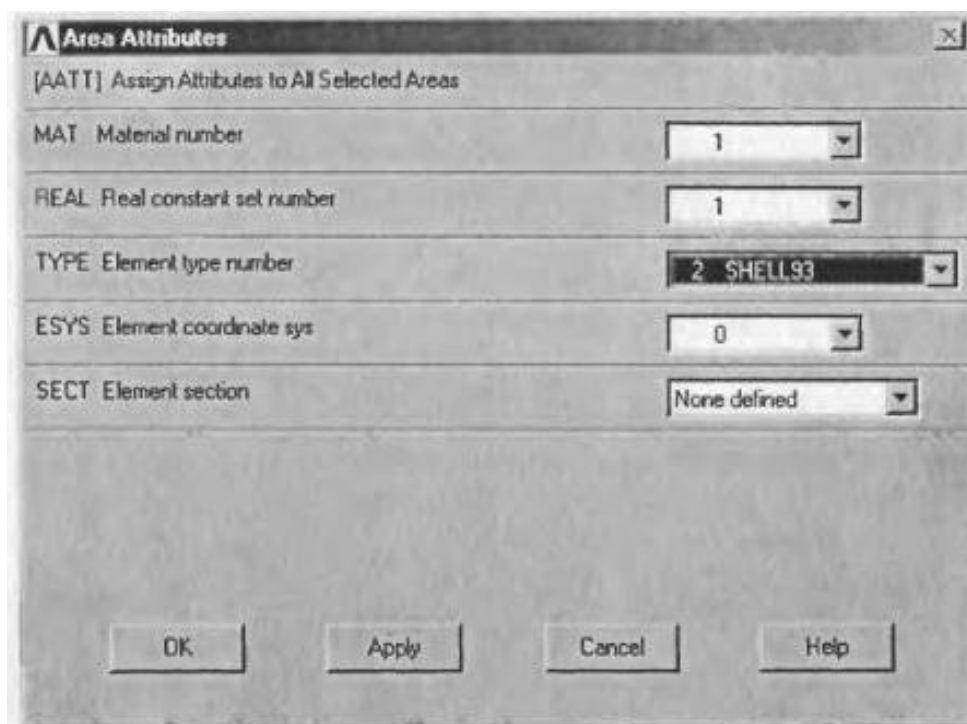 Area Attributes
[AATT] Assign Attributes to All Selected Areas
MAT Material number 1
REAL Real constant set number 1
TYPE Element type number 2 SHELL93
ESYS Element coordinate sys 0
SECT Element section None defined
OK Apply Cancel Help